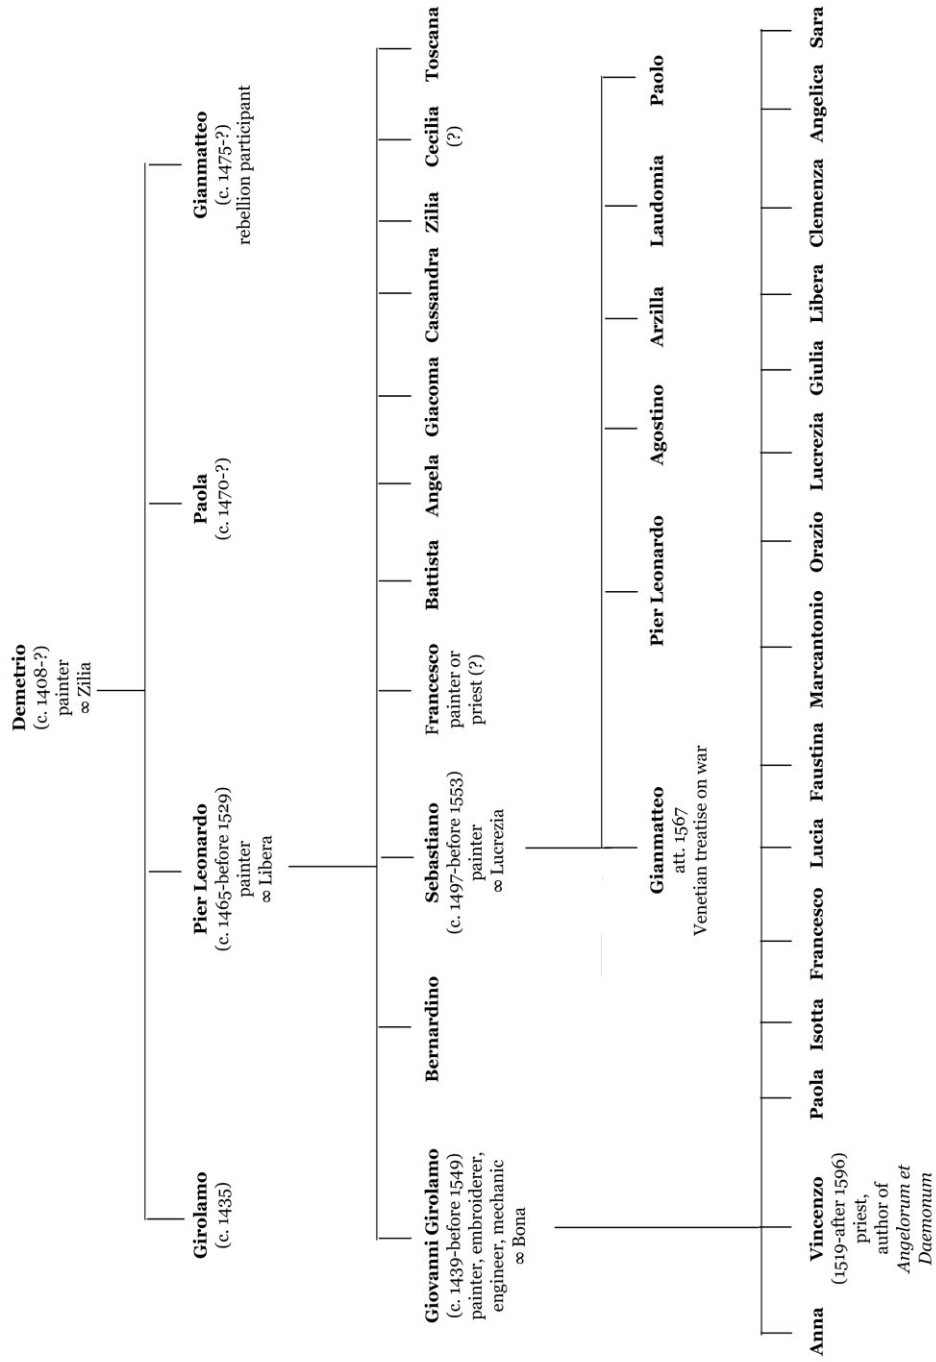 Demetrio
(c. 1408-?)
painter
∞ Zilia
Girolamo
(c. 1435)
Pier Leonardo
(c. 1465-before 1529)
painter
∞ Libera
Paola
(c. 1470-?)
Gianmatteo
(c. 1475-?)
rebellion participant
Giovanni Girolamo
(c. 1439-before 1549)
painter, embroiderer,
engineer, mechanic
∞ Bona
Bernardino
Sebastiano
(c. 1497-before 1553)
painter
∞ Lucrezia
Francesco
painter or
priest (?)
Battista
Angela
Giacoma
Cassandra
Zilia
Cecilia
(?)
Toscana
Gianmatteo
att. 1567
Venetian treatise on war
Pier Leonardo
Agostino
Arzilla
Laudomia
Paolo
Anna
Vincenzo
(1519-after 1596)
priest,
author of
Angelorum et
Daemonum
Paola
Isotta
Francesco
Lucia
Faustina
Marcantonio
Orazio
Lucrezia
Giulia
Libera
Clemenza
Angelica
Sara